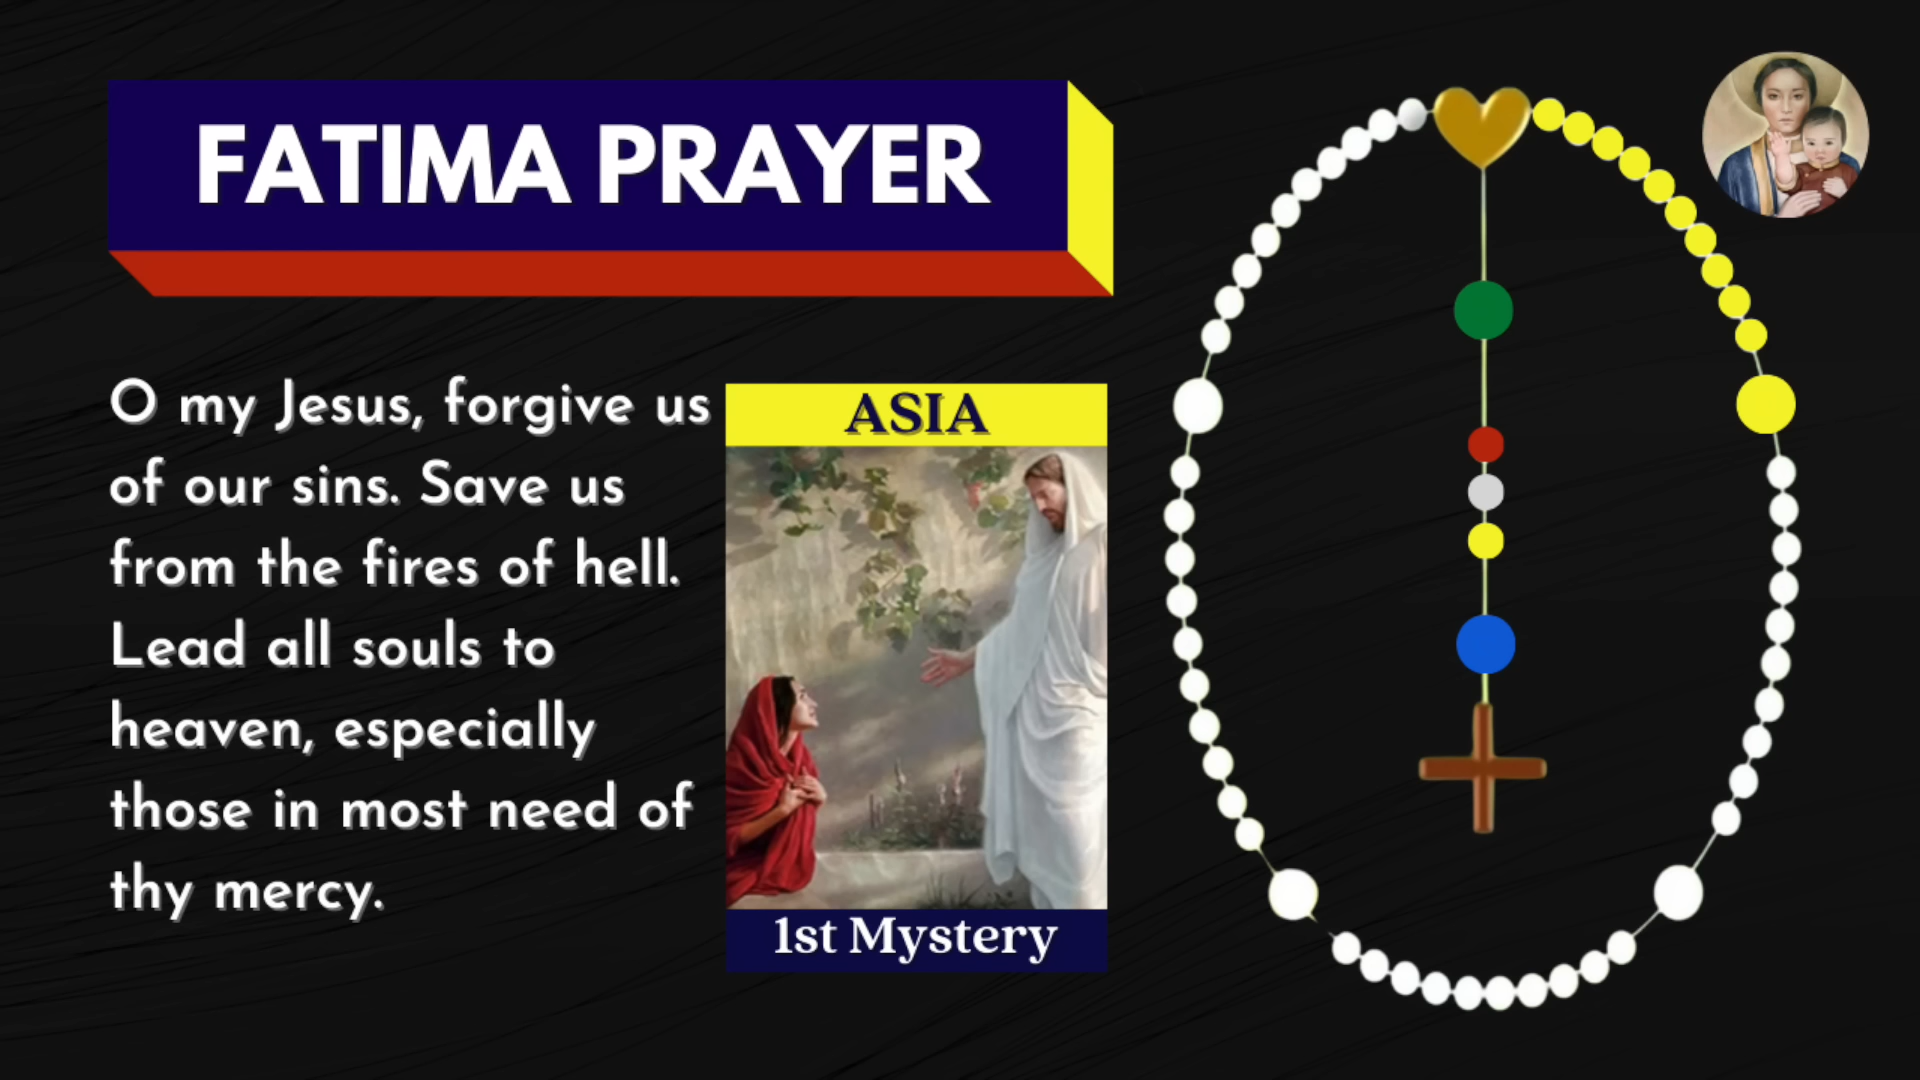 FATIMA PRAYER
O my Jesus, forgive us
of our sins. Save us
from the fires of hell.
Lead all souls to
heaven, especially
those in most need of
thy mercy.
ASIA
1st Mystery